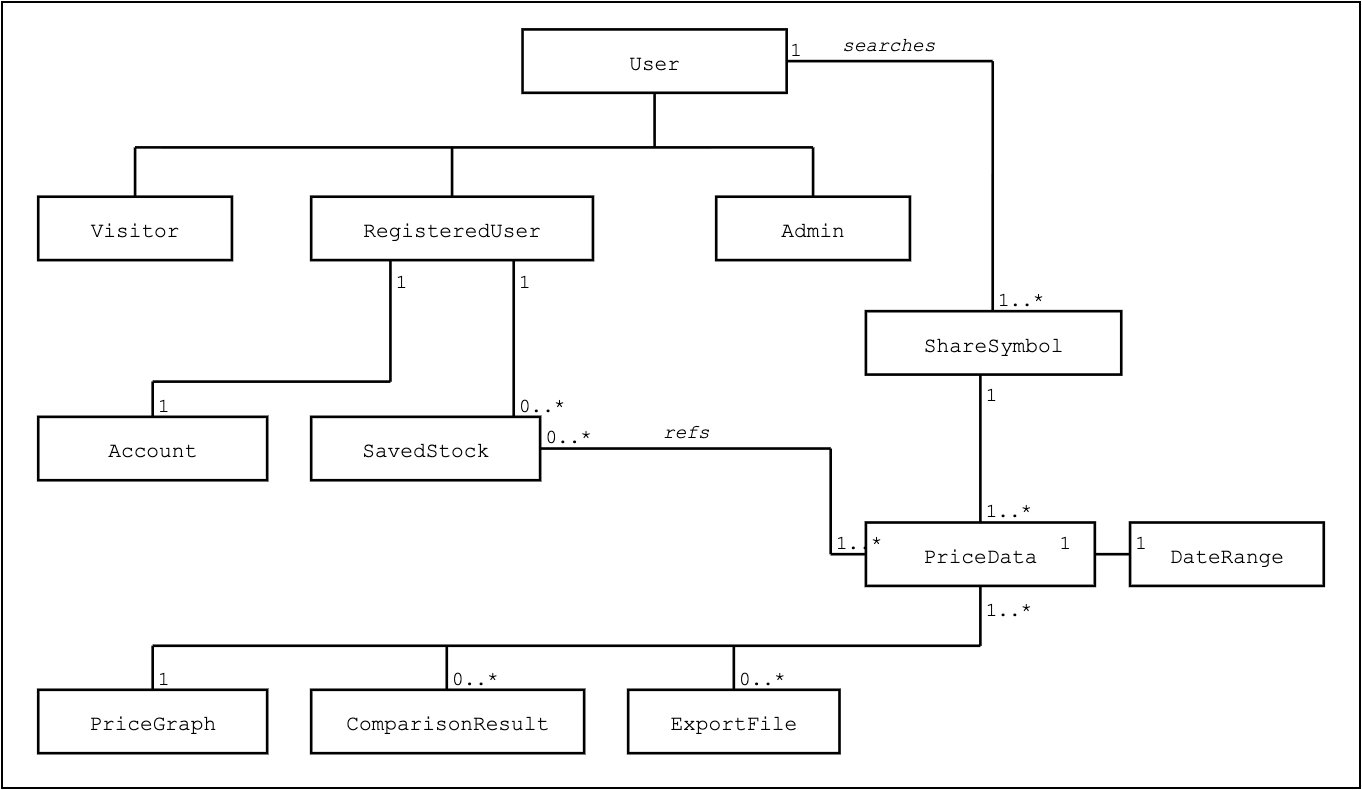 1 searches
User
Visitor RegisteredUser Admin
1 1
1..*
ShareSymbol
1
1 0..*
0..* refs
Account SavedStock
1..*
1..* PriceData 1 1 DateRange
1..*
1 0..* 0..*
PriceGraph ComparisonResult ExportFile